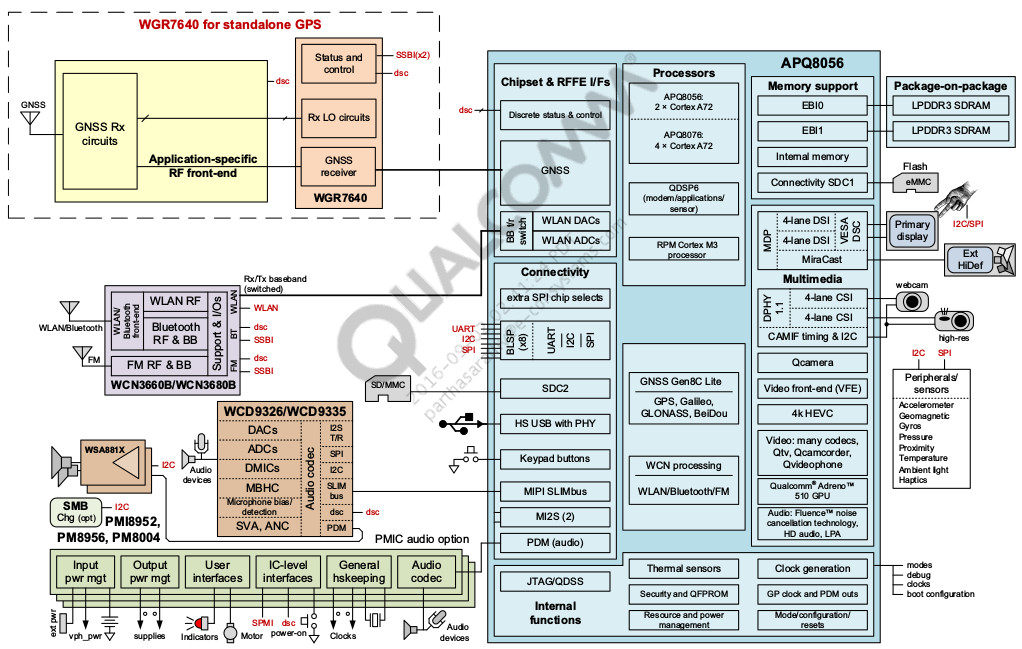 WGR7640 for standalone GPS
GNSS
GNSS Rx
circuits
Application-specific
RF front-end
dsc
Status and
control
SSBI(x2)
dsc
Rx LO circuits
GNSS
receiver
WGR7640
APQ8056
Chipset & RFFE I/Fs
dsc
Discrete status & control
GNSS
BB I/F
switch
WLAN DACs
WLAN ADCs
Connectivity
extra SPI chip selects
UART
I2C
SPI
BLSP
(x8)
UART
I2C
SPI
SDC2
HS USB with PHY
Keypad buttons
MIPI SLIMbus
MI2S (2)
PDM (audio)
JTAG/QDSS
Internal
functions
Processors
APQ8056:
2 × Cortex A72
APQ8076:
4 × Cortex A72
QDSP6
(modem/applications/
sensor)
RPM Cortex M3
processor
GNSS Gen8C Lite
GPS, Galileo,
GLONASS, BeiDou
WCN processing
WLAN/Bluetooth/FM
Thermal sensors
Security and QFPROM
Resource and power
management
Memory support
EBI0
EBI1
Internal memory
Connectivity SDC1
Package-on-package
LPDDR3 SDRAM
LPDDR3 SDRAM
Flash
eMMC
MDP
4-lane DSI
4-lane DSI
VESA
DSC
MiraCast
Primary
display
I2C/SPI
Ext
HiDef
Multimedia
DPHY
1.1
4-lane CSI
4-lane CSI
CAMIF timing & I2C
webcam
high-res
Qcamera
Video front-end (VFE)
4k HEVC
Video: many codecs,
Qtv, Qcamcorder,
Qvideophone
Qualcomm® Adreno™
510 GPU
Audio: Fluence™ noise
cancellation technology,
HD audio, LPA
Clock generation
GP clock and PDM outs
Mode/configuration/
resets
modes
debug
clocks
boot configuration
I2C
SPI
Peripherals/
sensors
Accelerometer
Geomagnetic
Gyros
Pressure
Proximity
Temperature
Ambient light
Haptics
Rx/Tx baseband
(switched)
WLAN/Bluetooth
FM
WLAN/
Bluetooth
front-end
WLAN RF
Bluetooth
RF & BB
FM RF & BB
Support & I/Os
WLAN
BT
FM
WLAN
dsc
SSBI
dsc
SSBI
WCN3660B/WCN3680B
SD/MMC
WCD9326/WCD9335
DACs
ADCs
DMICs
MBHC
Microphone bias/
detection
SVA, ANC
Audio codec
I2S
T/R
SPI
I2C
SLIM
bus
dsc
PDM
dsc
Audio
devices
WSA881X
I2C
SMB
Chg (opt)
I2C
PMI8952,
PM8956, PM8004
PMIC audio option
Input
pwr mgt
Output
pwr mgt
User
interfaces
IC-level
interfaces
General
hskeeping
Audio
codec
ext pwr
vph_pwr
supplies
Indicators
Motor
SPMI
dsc
power-on
Clocks
Audio
devices
QUALCOMM